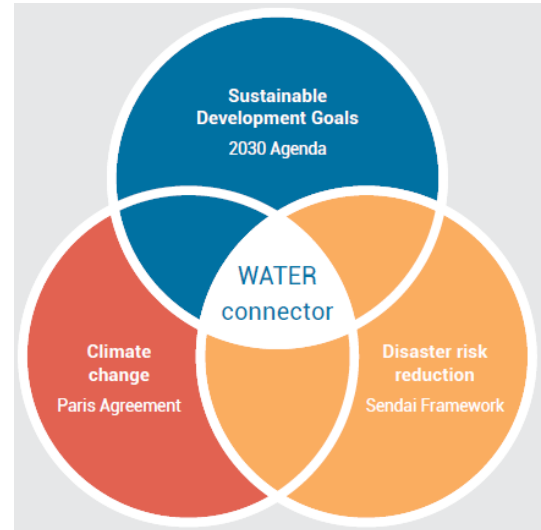 Sustainable
Development Goals
2030 Agenda
WATER
connector
Climate
change
Paris Agreement
Disaster risk
reduction
Sendai Framework